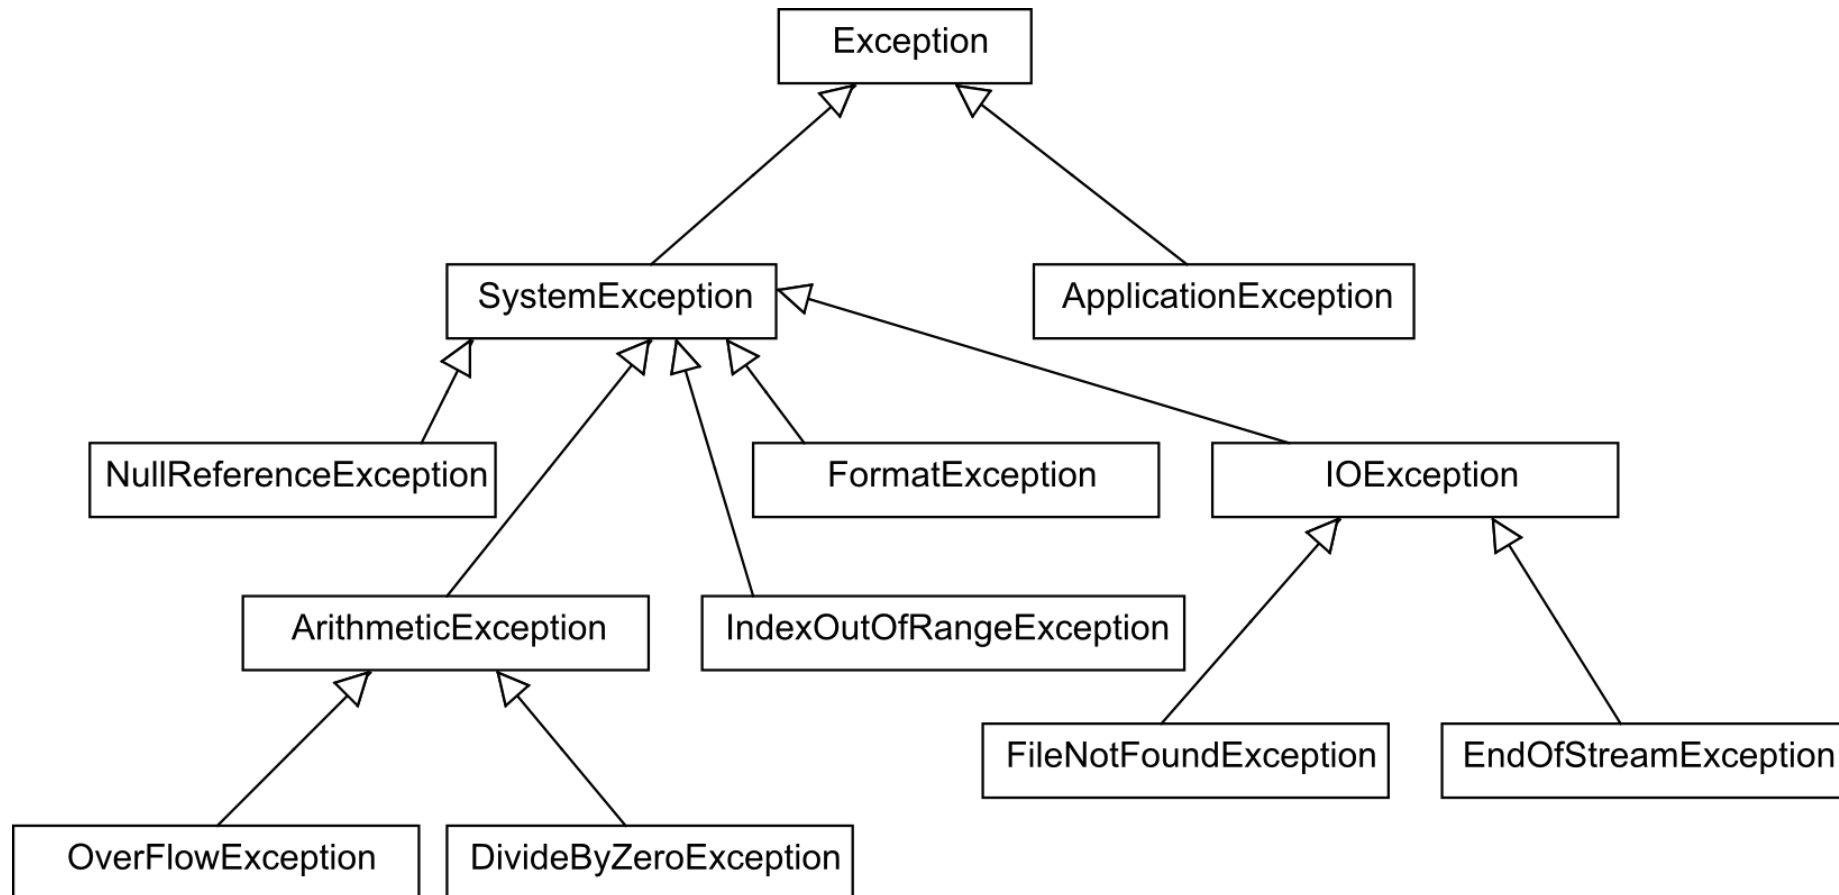 Exception
SystemException
ApplicationException
NullReferenceException
FormatException
IOException
ArithmeticException
IndexOutOfRangeException
FileNotFoundException
EndOfStreamException
OverFlowException
DivideByZeroException